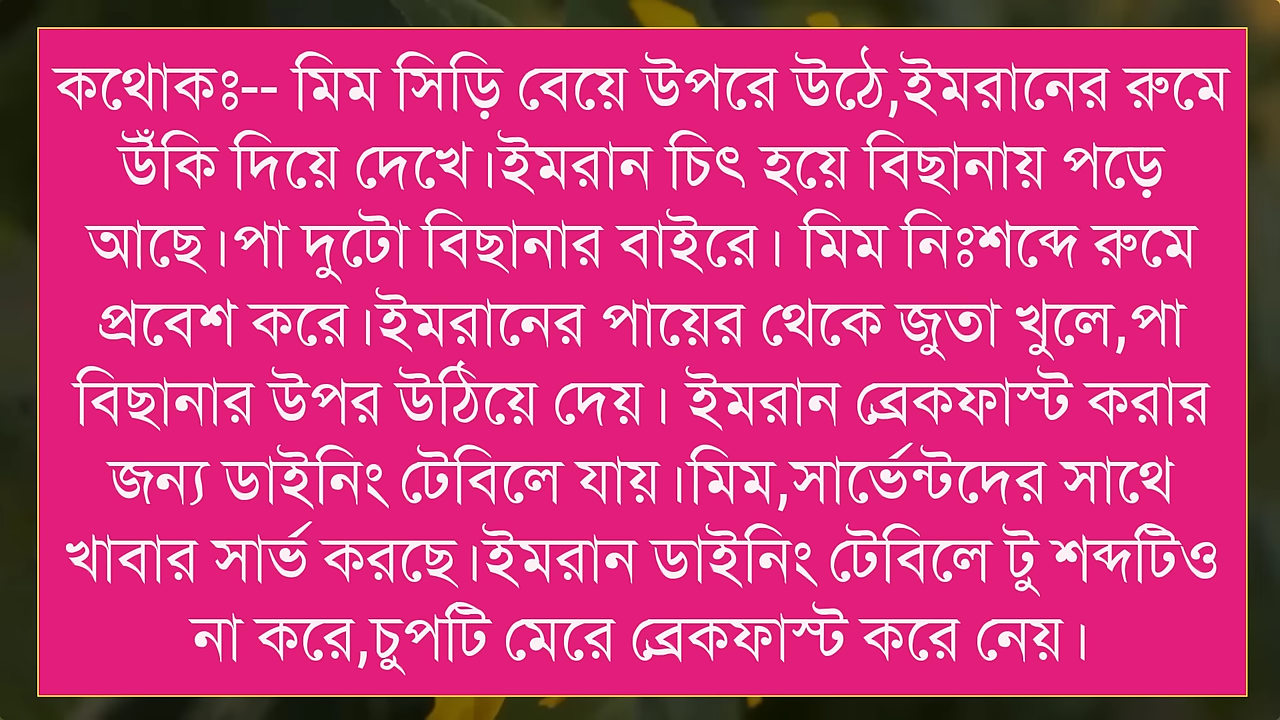 কথোকঃ-- মিম সিড়ি বেয়ে উপরে উঠে,ইমরানের রুমে
উঁকি দিয়ে দেখে।ইমরান চিৎ হয়ে বিছানায় পড়ে
আছে।পা দুটো বিছানার বাইরে। মিম নিঃশব্দে রুমে
প্রবেশ করে।ইমরানের পায়ের থেকে জুতা খুলে,পা
বিছানার উপর উঠিয়ে দেয়। ইমরান ব্রেকফাস্ট করার
জন্য ডাইনিং টেবিলে যায়।মিম,সার্ভেন্টদের সাথে
খাবার সার্ভ করছে।ইমরান ডাইনিং টেবিলে টু শব্দটিও
না করে,চুপটি মেরে ব্রেকফাস্ট করে নেয়।